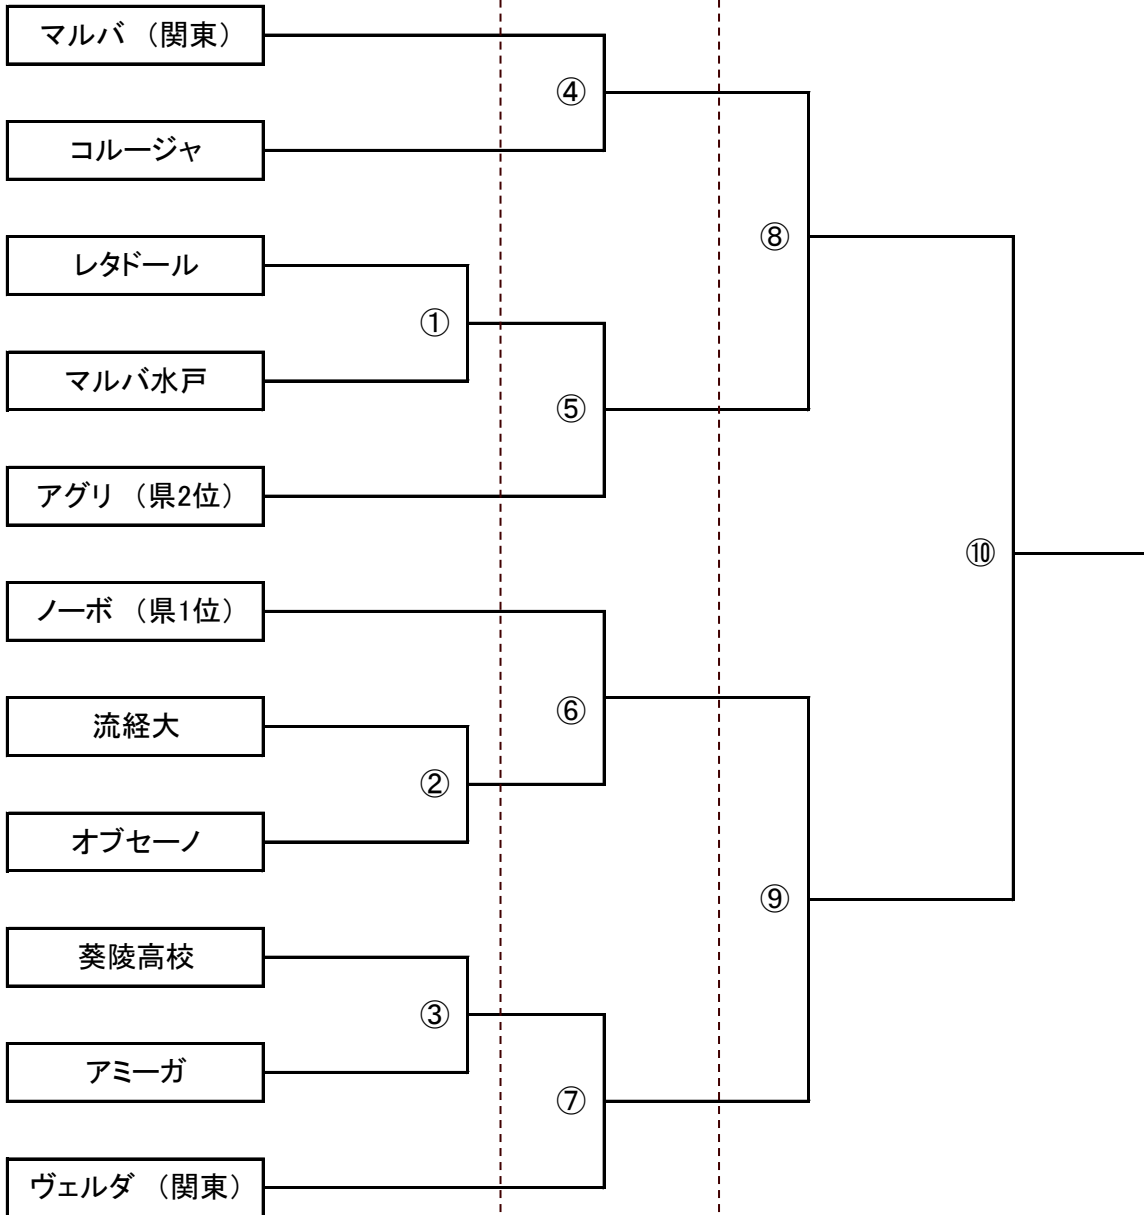 マルバ （関東）
④
コルージャ
⑧
レタドール
①
マルバ水戸
⑤
アグリ （県2位）
⑩
ノーボ （県1位）
⑥
流経大
②
オブセーノ
⑨
葵陵高校
③
アミーガ
⑦
ヴェルダ （関東）